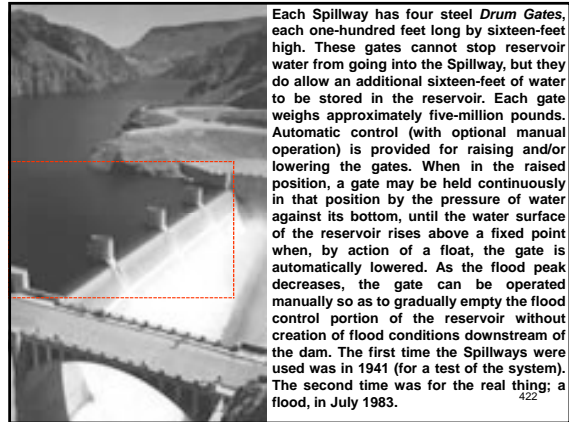 Each Spillway has four steel Drum Gates,
each one-hundred feet long by sixteen-feet
high. These gates cannot stop reservoir
water from going into the Spillway, but they
do allow an additional sixteen-feet of water
to be stored in the reservoir. Each gate
weighs approximately five-million pounds.
Automatic control (with optional manual
operation) is provided for raising and/or
lowering the gates. When in the raised
position, a gate may be held continuously
in that position by the pressure of water
against its bottom, until the water surface
of the reservoir rises above a fixed point
when, by action of a float, the gate is
automatically lowered. As the flood peak
decreases, the gate can be operated
manually so as to gradually empty the flood
control portion of the reservoir without
creation of flood conditions downstream of
the dam. The first time the Spillways were
used was in 1941 (for a test of the system).
The second time was for the real thing; a
flood, in July 1983.
422